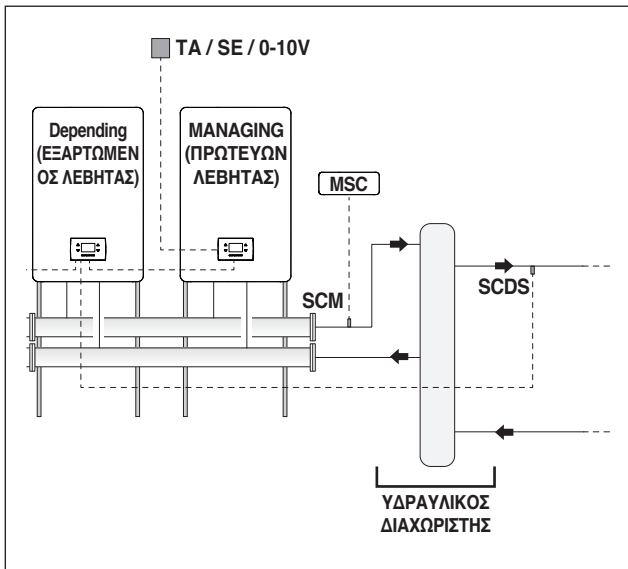 TA / SE / 0-10V
Depending
(ΕΞΑΡΤΩΜΕΝ
ΟΣ ΛΕΒΗΤΑΣ)
MANAGING
(ΠΡΩΤΕΥΩΝ
ΛΕΒΗΤΑΣ)
MSC
SCM
SCDS
ΥΔΡΑΥΛΙΚΟΣ
ΔΙΑΧΩΡΙΣΤΗΣ